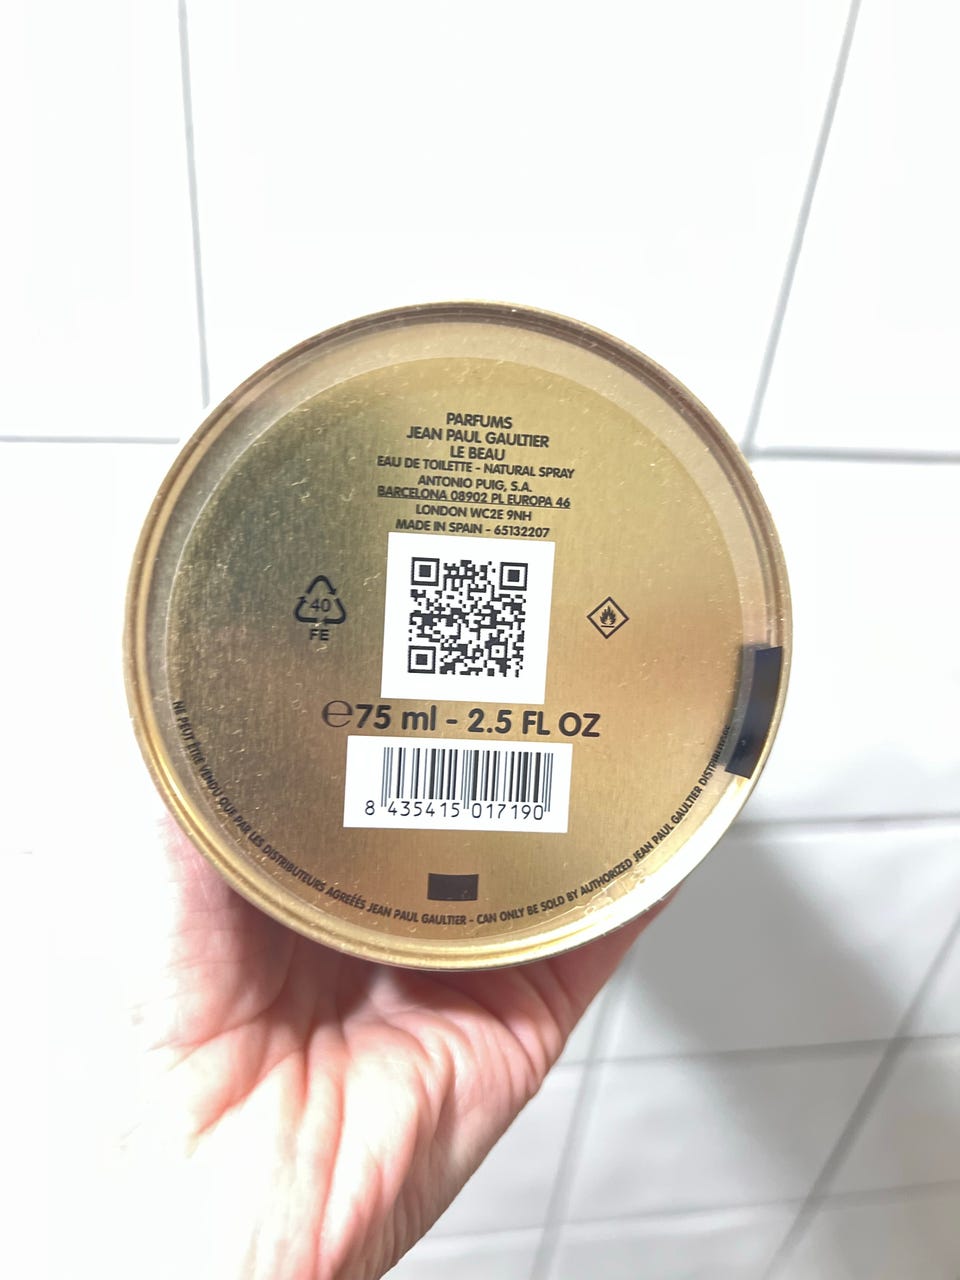 PARFUMS
JEAN PAUL GAULTIER
LE BEAU
EAU DE TOILETTE - NATURAL SPRAY
ANTONIO PUIG, S.A.
BARCELONA 08902 PL EUROPA 46
LONDON WC2E 9NH
MADE IN SPAIN - 65132207
40
FE
℮75 ml - 2.5 FL OZ
8 435415 017190
NE PEUT ÊTRE VENDU QUE PAR LES DISTRIBUTEURS AGREÉÉS JEAN PAUL GAULTIER - CAN ONLY BE SOLD BY AUTHORIZED JEAN PAUL GAULTIER